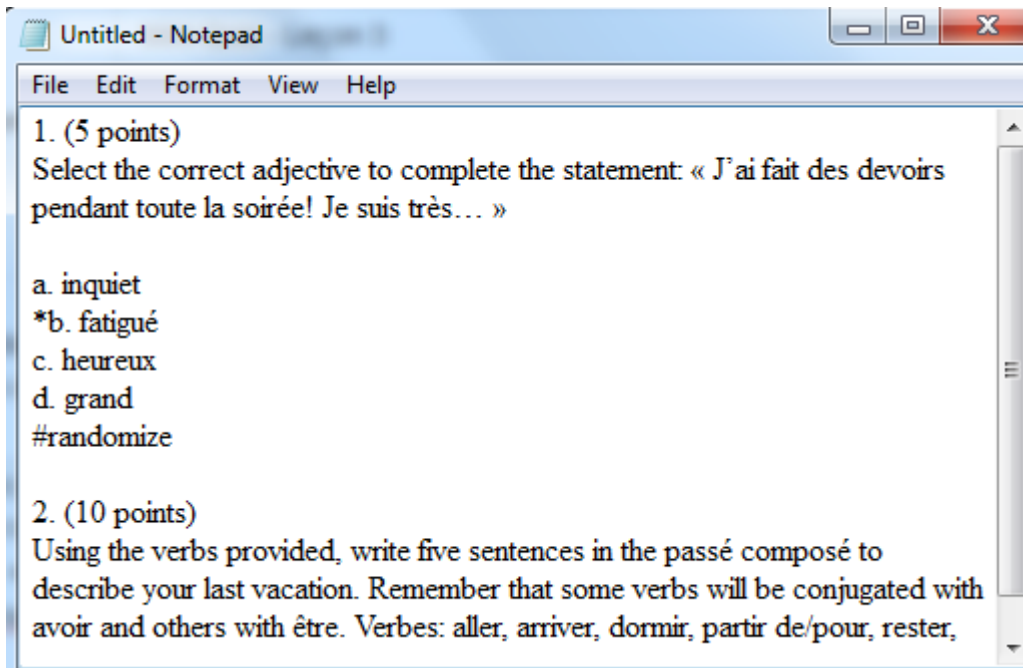 Untitled - Notepad
File Edit Format View Help
1. (5 points)
Select the correct adjective to complete the statement: « J’ai fait des devoirs
pendant toute la soirée! Je suis très… »
a. inquiet
*b. fatigué
c. heureux
d. grand
#randomize
2. (10 points)
Using the verbs provided, write five sentences in the passé composé to
describe your last vacation. Remember that some verbs will be conjugated with
avoir and others with être. Verbes: aller, arriver, dormir, partir de/pour, rester,